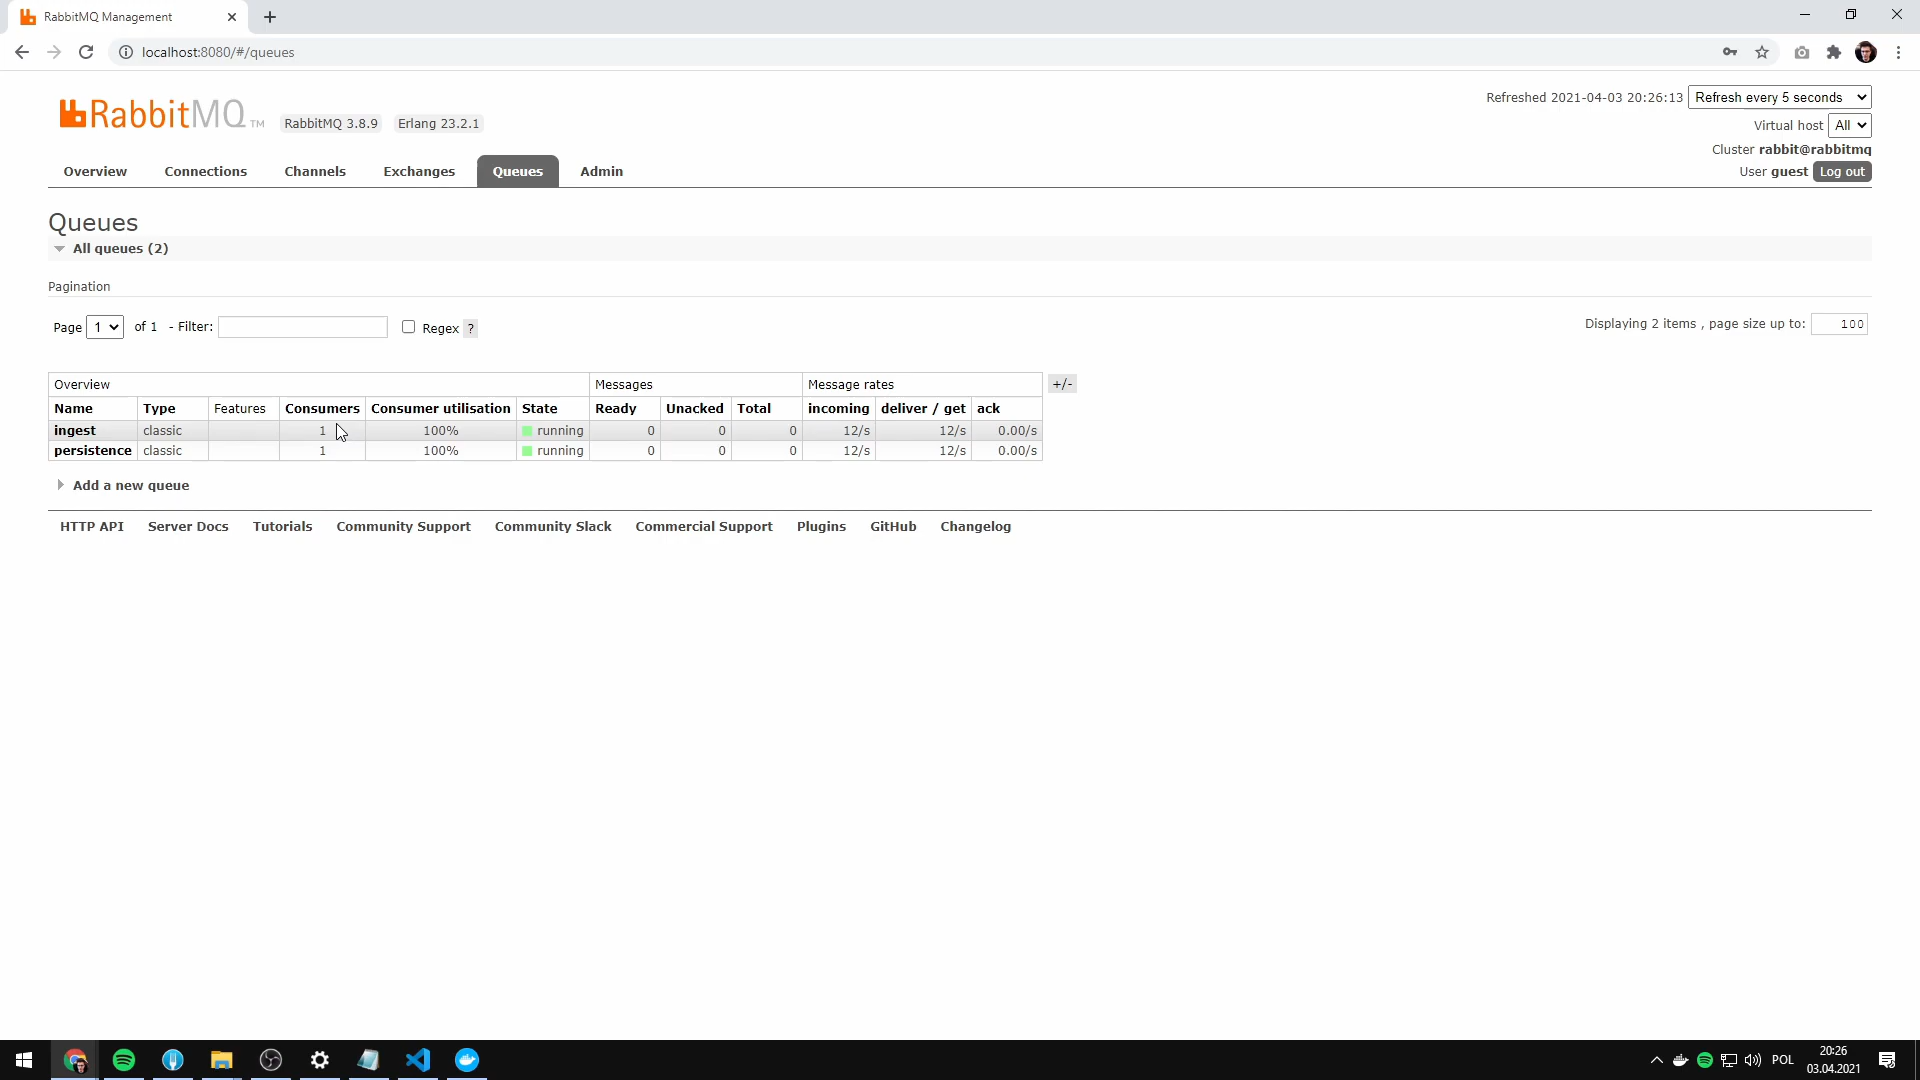 RabbitMQ Management
localhost:8080/#/queues
RabbitMQ TM RabbitMQ 3.8.9 Erlang 23.2.1
Refreshed 2021-04-03 20:26:13 Refresh every 5 seconds
Virtual host All
Cluster rabbit@rabbitmq
User guest Log out
Overview Connections Channels Exchanges Queues Admin
Queues
All queues (2)
Pagination
Page 1 of 1 - Filter: Regex ? Displaying 2 items , page size up to: 100
Overview Messages Message rates +/-
Name Type Features Consumers Consumer utilisation State Ready Unacked Total incoming deliver / get ack
ingest classic 1 100% running 0 0 0 12/s 12/s 0.00/s
persistence classic 1 100% running 0 0 0 12/s 12/s 0.00/s
Add a new queue
HTTP API Server Docs Tutorials Community Support Community Slack Commercial Support Plugins GitHub Changelog
POL 20:26
03.04.2021